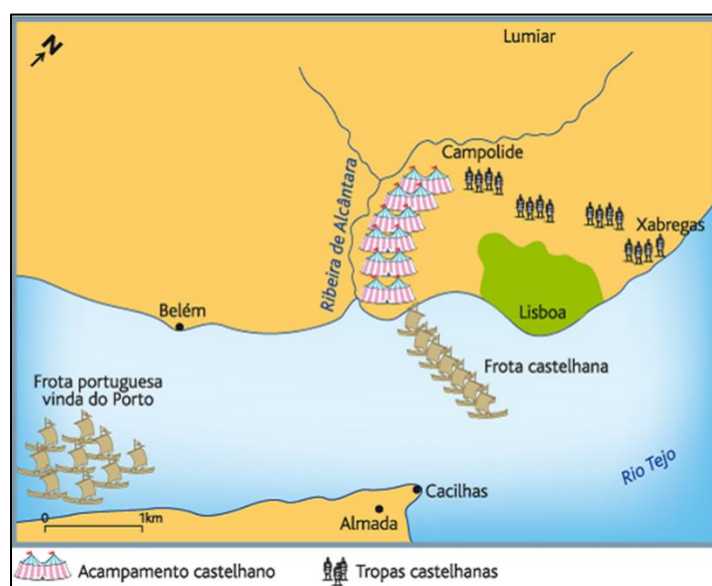 N
Lumiar
Campolide
Ribeira de Alcântara
Xabregas
Belém
Lisboa
Frota castelhana
Frota portuguesa
vinda do Porto
Rio Tejo
Cacilhas
Almada
0 1km
Acampamento castelhano
Tropas castelhanas